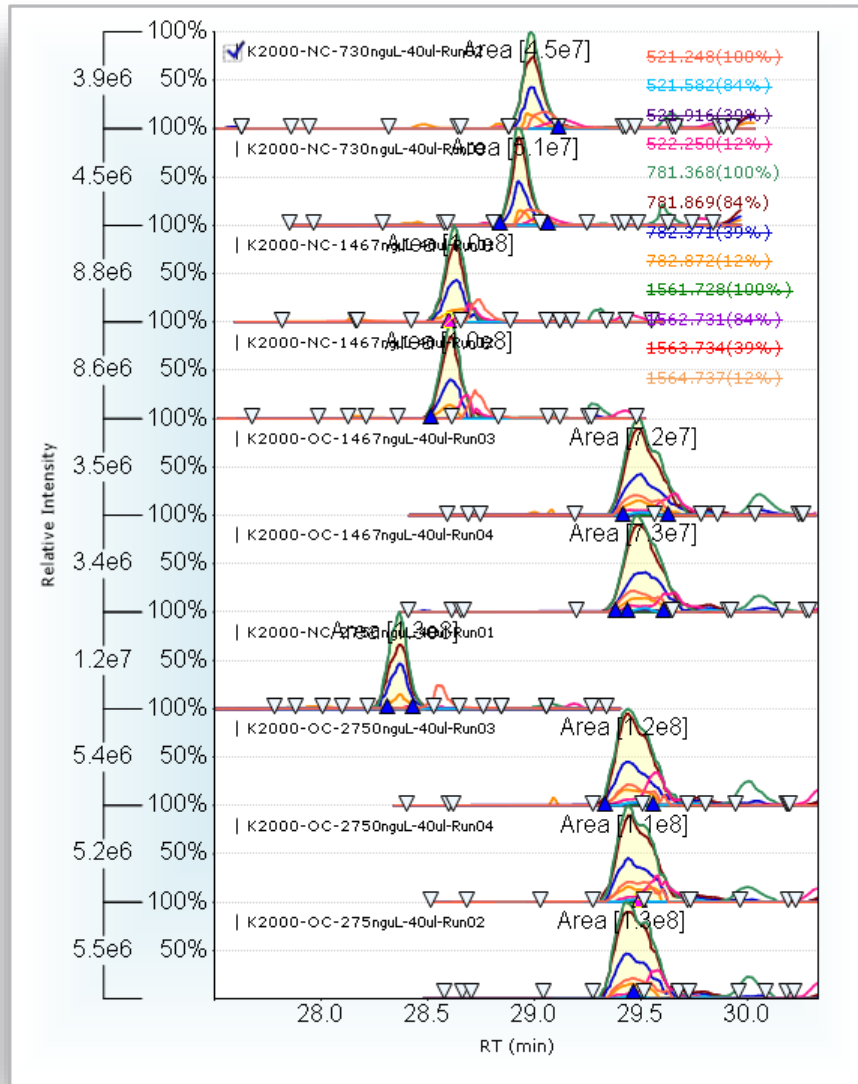 100%
K2000-NC-730nguL-40ul-Run02
Area [4.5e7]
521.248(100%)
3.9e6
50%
521.582(84%)
521.916(39%)
100%
K2000-NC-730nguL-40ul-
Area [5.1e7]
522.250(12%)
4.5e6
50%
781.368(100%)
781.869(84%)
100%
K2000-NC-1467nguL-40ul-
Area [1.0e8]
782.371(39%)
782.872(12%)
8.8e6
50%
1561.728(100%)
1562.731(84%)
100%
K2000-NC-1467nguL-40ul-
Area [1.0e8]
1563.734(39%)
1564.737(12%)
8.6e6
50%
100%
K2000-OC-1467nguL-40ul-Run03
Area [7.2e7]
3.5e6
50%
100%
K2000-OC-1467nguL-40ul-Run04
Area [7.3e7]
3.4e6
50%
100%
K2000-NC-2750nguL-40ul-Run01
Area [1.3e8]
1.2e7
50%
100%
K2000-OC-2750nguL-40ul-Run03
Area [1.2e8]
5.4e6
50%
100%
K2000-OC-2750nguL-40ul-Run04
Area [1.1e8]
5.2e6
50%
100%
K2000-OC-275nguL-40ul-Run02
Area [1.3e8]
5.5e6
50%
Relative Intensity
28.0 28.5 29.0 29.5 30.0
RT (min)